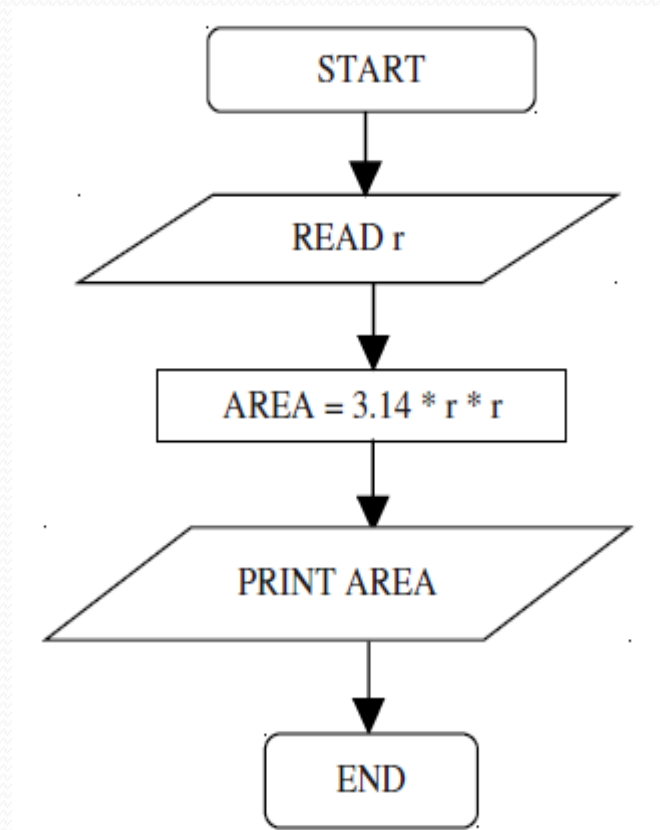 START
READ r
AREA = 3.14 * r * r
PRINT AREA
END